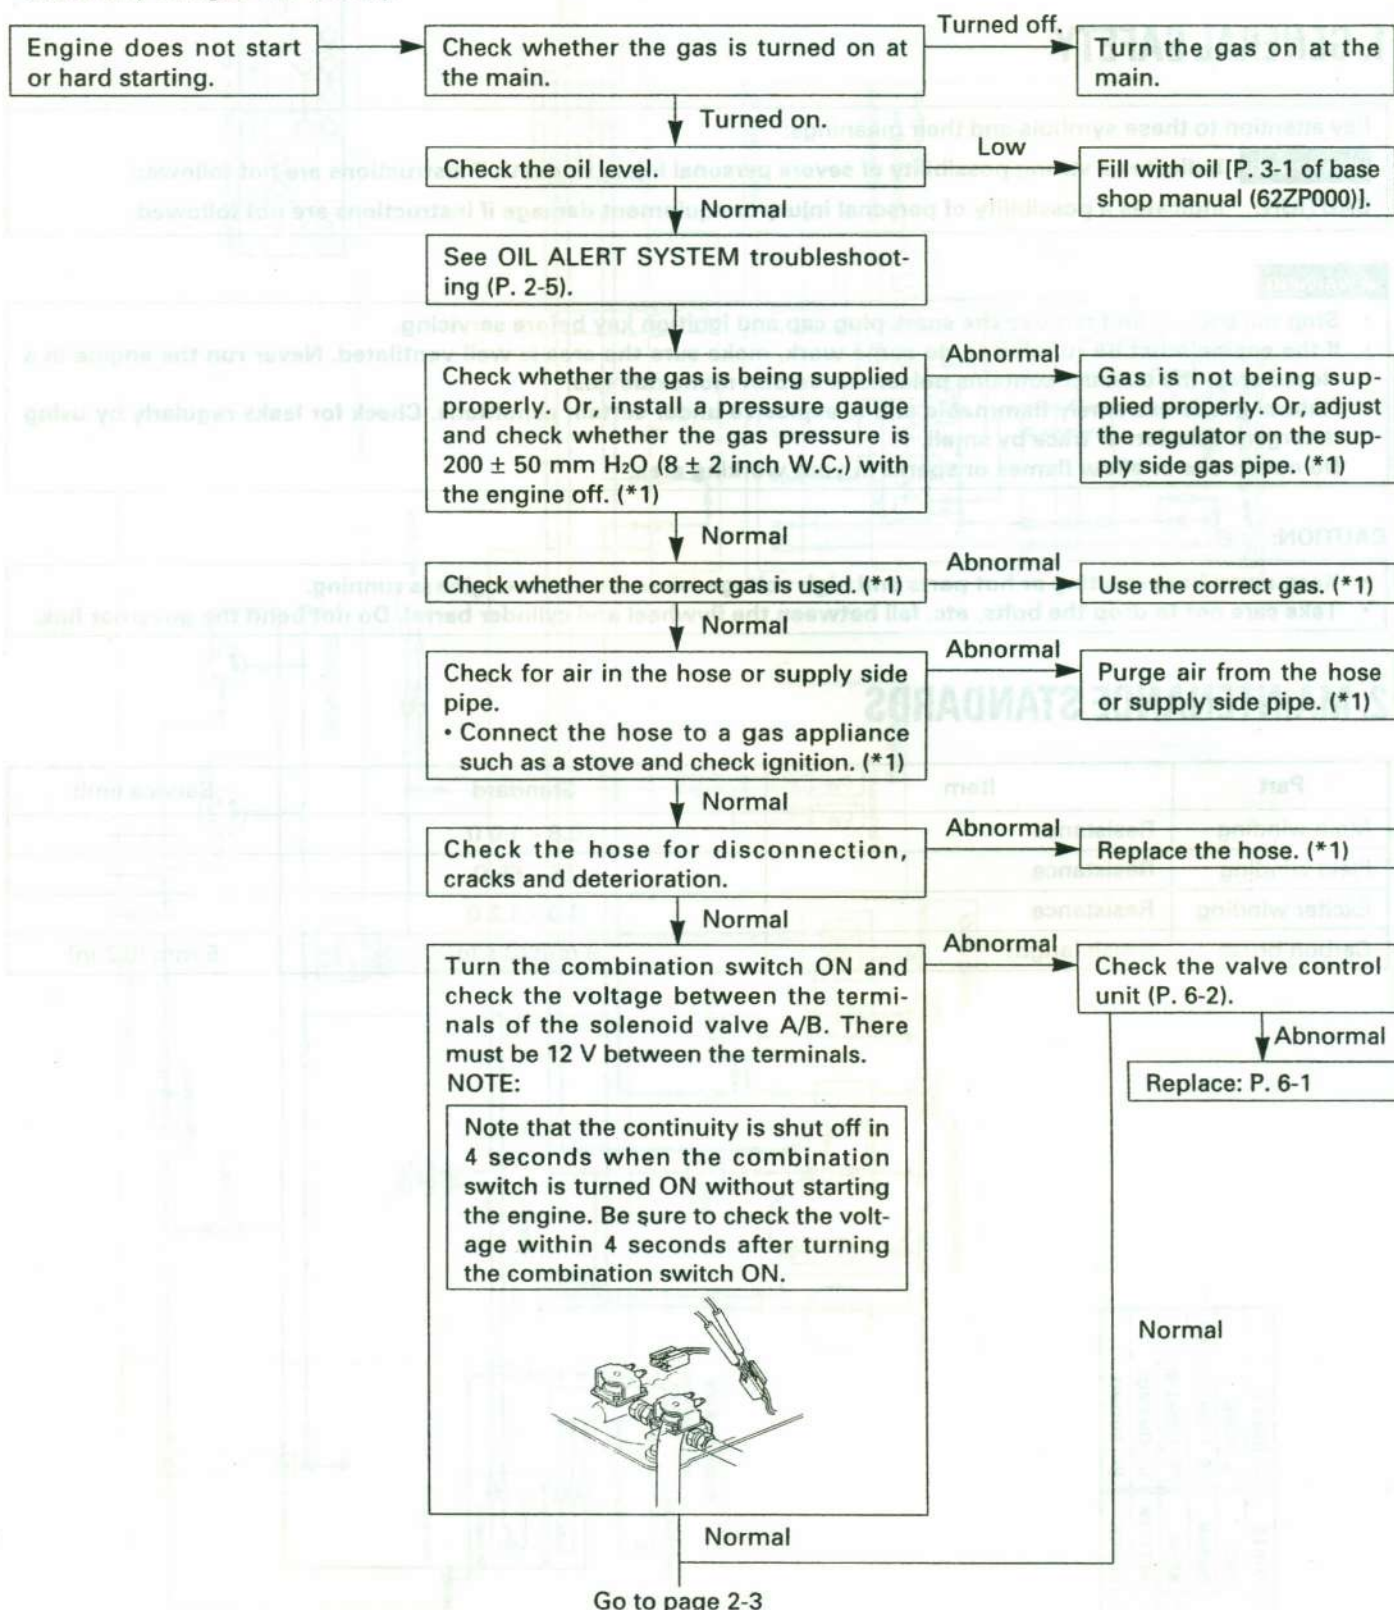 Engine does not start
or hard starting.
Check whether the gas is turned on at
the main.
Turned off.
Turn the gas on at the
main.
Turned on.
Check the oil level.
Low
Fill with oil [P. 3-1 of base
shop manual (62ZP000)].
Normal
See OIL ALERT SYSTEM troubleshoot-
ing (P. 2-5).
Check whether the gas is being supplied
properly. Or, install a pressure gauge
and check whether the gas pressure is
200 ± 50 mm H₂O (8 ± 2 inch W.C.) with
the engine off. (*1)
Abnormal
Gas is not being sup-
plied properly. Or, adjust
the regulator on the sup-
ply side gas pipe. (*1)
Normal
Check whether the correct gas is used. (*1)
Abnormal
Use the correct gas. (*1)
Normal
Check for air in the hose or supply side
pipe.
• Connect the hose to a gas appliance
such as a stove and check ignition. (*1)
Abnormal
Purge air from the hose
or supply side pipe. (*1)
Normal
Check the hose for disconnection,
cracks and deterioration.
Abnormal
Replace the hose. (*1)
Normal
Turn the combination switch ON and
check the voltage between the termi-
nals of the solenoid valve A/B. There
must be 12 V between the terminals.
NOTE:
Note that the continuity is shut off in
4 seconds when the combination
switch is turned ON without starting
the engine. Be sure to check the volt-
age within 4 seconds after turning
the combination switch ON.
Abnormal
Check the valve control
unit (P. 6-2).
Abnormal
Replace: P. 6-1
Normal
Normal
Go to page 2-3